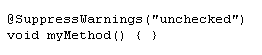 @SuppressWarnings("unchecked")
void myMethod() { }